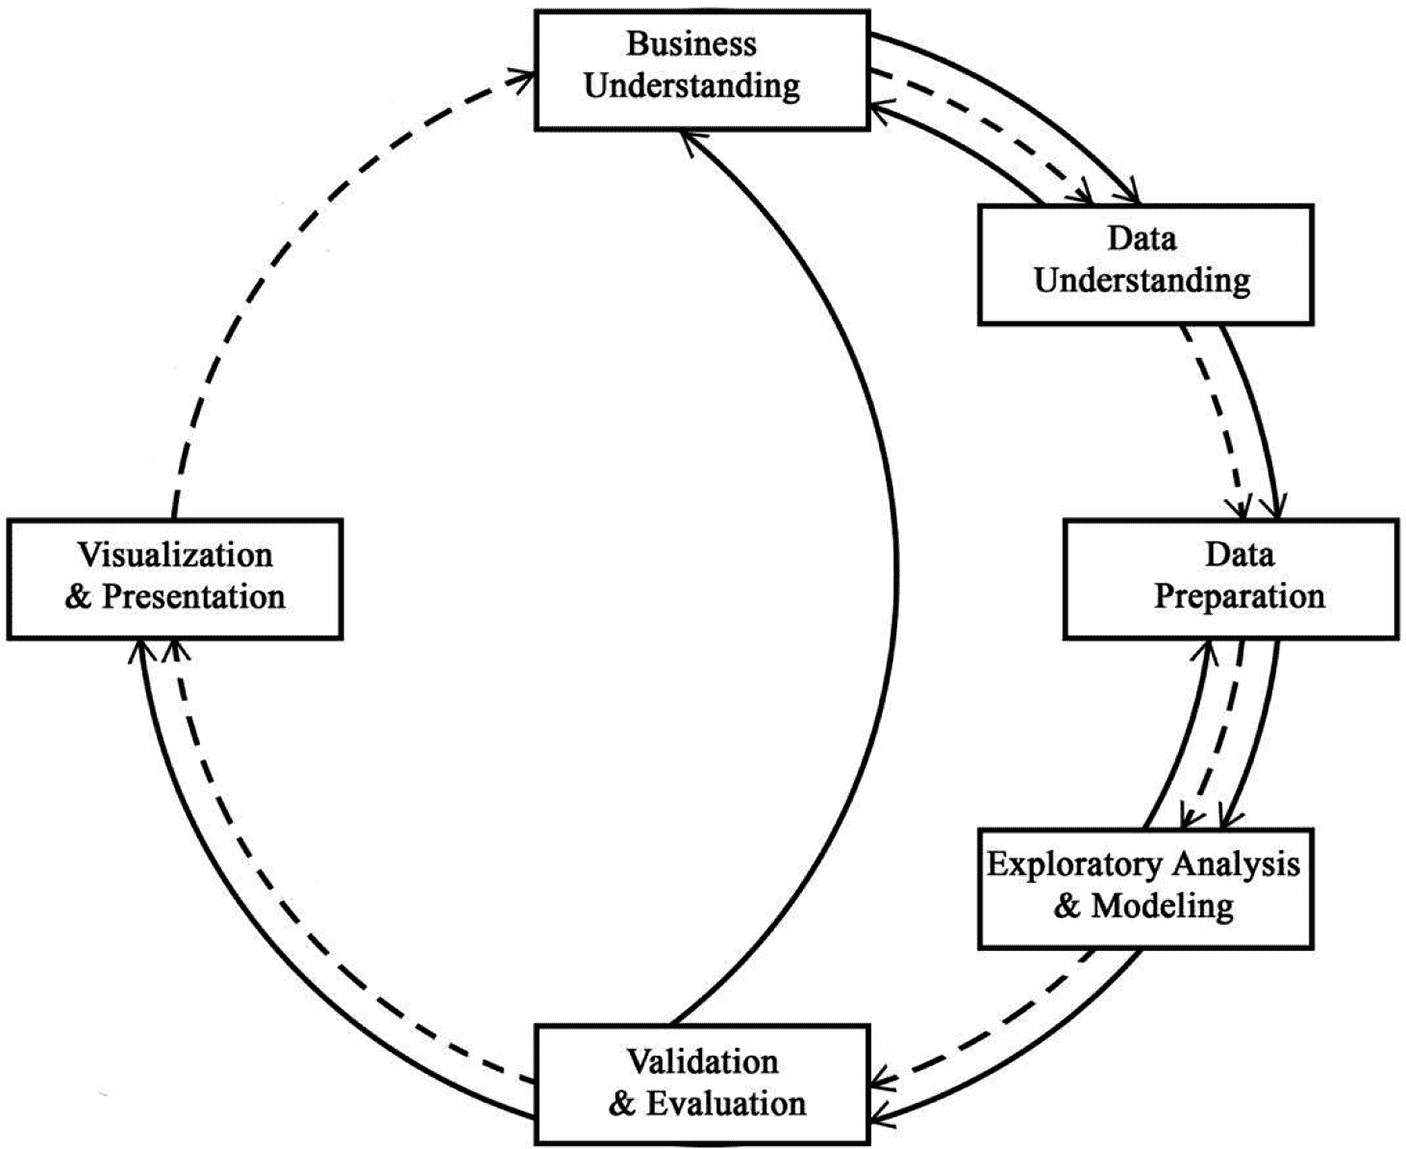 Business
Understanding
Data
Understanding
Data
Preparation
Exploratory Analysis
& Modeling
Validation
& Evaluation
Visualization
& Presentation